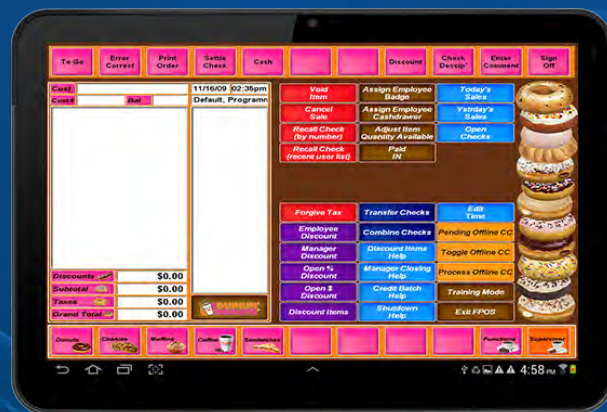 To Go
Error
Correct
Print
Order
Settle
Check
Cash
Discount
Check
Descip'
Enter
Comment
Sign
Off
Cust
11/16/09 02:35pm
Cust#
Bal
Default, Programm
Void
Item
Assign Employee
Badge
Today's
Sales
Cancel
Sale
Assign Employee
Cashdrawer
Ystrday's
Sales
Recall Check
(by number)
Adjust Item
Quantity Available
Open
Checks
Recall Check
(recent user list)
Paid
IN
Forgive Tax
Transfer Checks
Edit
Time
Employee
Discount
Combine Checks
Pending Offline CC
Manager
Discount
Discount Items
Help
Toggle Offline CC
Open %
Discount
Manager Closing
Help
Process Offline CC
Open $
Discount
Credit Batch
Help
Training Mode
Discount Items
Shutdown
Help
Exit FPOS
Discounts $0.00
Subtotal $0.00
Taxes $0.00
Grand Total $0.00
DUNKIN'
DONUTS
Donuts
Cookies
Muffins
Coffee
Sandwiches
Functions
Supervisor
4:58 PM